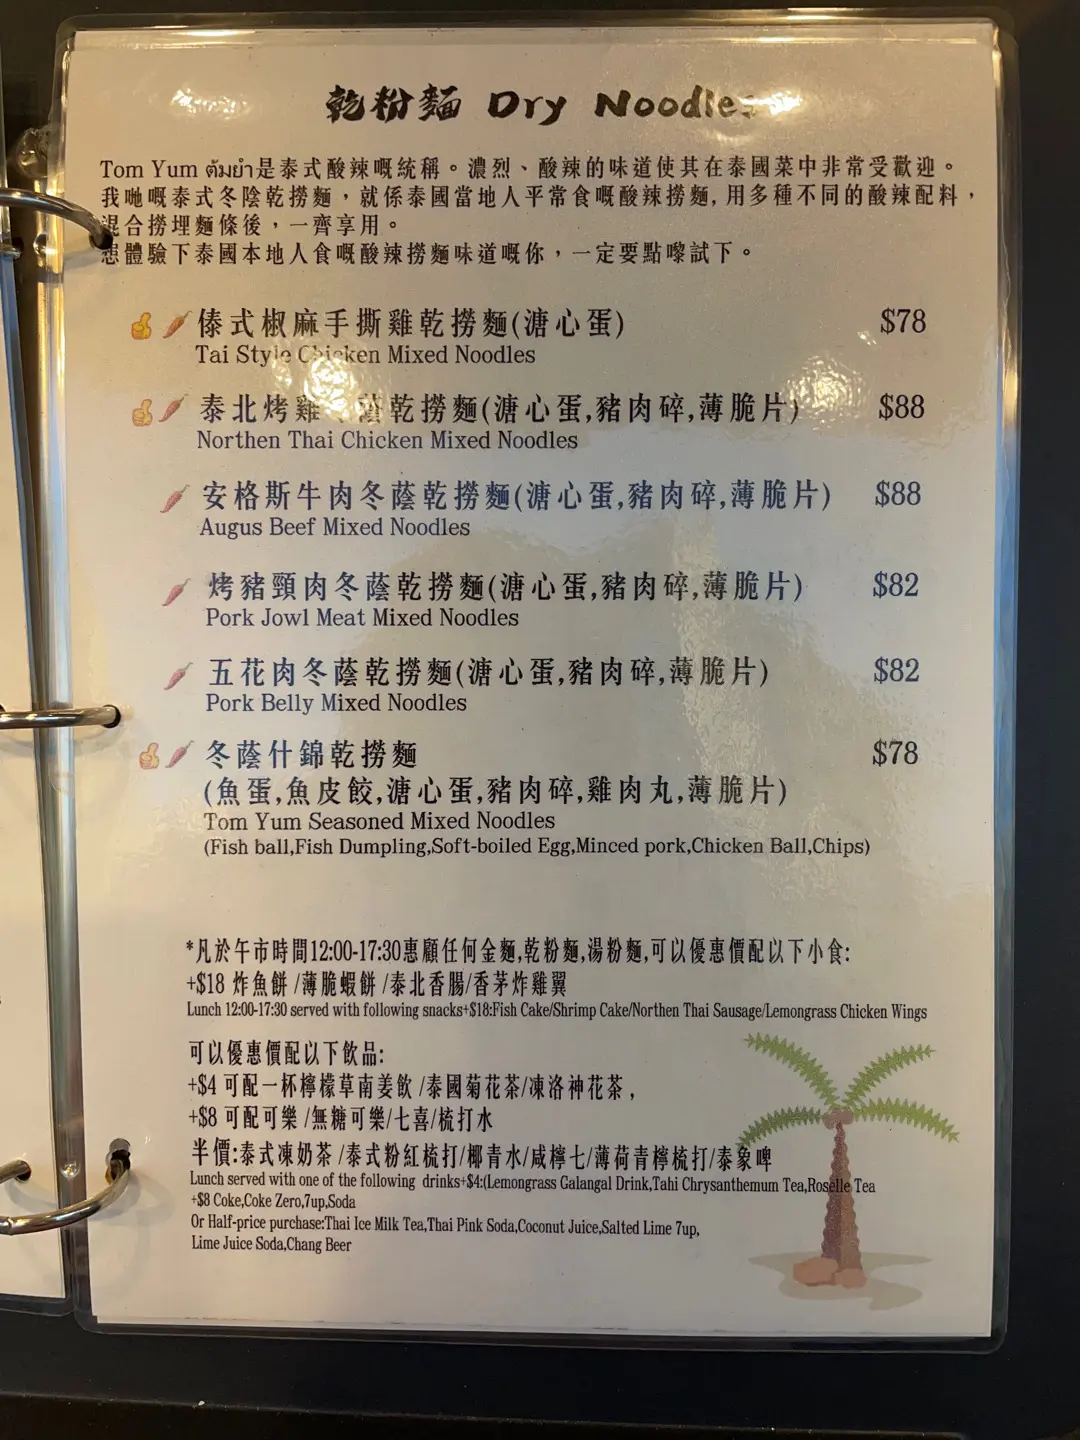 乾粉麵 Dry Noodles
Tom Yum ต้มยำ是泰式酸辣嘅統稱。濃烈、酸辣的味道使其在泰國菜中非常受歡迎。
我哋嘅泰式冬陰乾撈麵，就係泰國當地人平常食嘅酸辣撈麵, 用多種不同的酸辣配料，
混合撈埋麵條後，一齊享用。
想體驗下泰國本地人食嘅酸辣撈麵味道嘅你，一定要點嚟試下。
傣式椒麻手撕雞乾撈麵(溏心蛋) $78
Tai Style Chicken Mixed Noodles
泰北烤雞冬蔭乾撈麵(溏心蛋,豬肉碎,薄脆片) $88
Northen Thai Chicken Mixed Noodles
安格斯牛肉冬蔭乾撈麵(溏心蛋,豬肉碎,薄脆片) $88
Augus Beef Mixed Noodles
烤豬頸肉冬蔭乾撈麵(溏心蛋,豬肉碎,薄脆片) $82
Pork Jowl Meat Mixed Noodles
五花肉冬蔭乾撈麵(溏心蛋,豬肉碎,薄脆片) $82
Pork Belly Mixed Noodles
冬蔭什錦乾撈麵 $78
(魚蛋,魚皮餃,溏心蛋,豬肉碎,雞肉丸,薄脆片)
Tom Yum Seasoned Mixed Noodles
(Fish ball,Fish Dumpling,Soft-boiled Egg,Minced pork,Chicken Ball,Chips)
*凡於午市時間12:00-17:30惠顧任何金麵,乾粉麵,湯粉麵,可以優惠價配以下小食:
+$18 炸魚餅 /薄脆蝦餅 /泰北香腸/香茅炸雞翼
Lunch 12:00-17:30 served with following snacks+$18:Fish Cake/Shrimp Cake/Northen Thai Sausage/Lemongrass Chicken Wings
可以優惠價配以下飲品:
+$4 可配一杯檸檬草南姜飲 /泰國菊花茶/凍洛神花茶 ,
+$8 可配可樂 /無糖可樂/七喜/梳打水
半價:泰式凍奶茶 /泰式粉紅梳打/椰青水/咸檸七/薄荷青檸梳打/泰象啤
Lunch served with one of the following drinks+$4:(Lemongrass Galangal Drink,Tahi Chrysanthemum Tea,Roselle Tea
+$8 Coke,Coke Zero,7up,Soda
Or Half-price purchase:Thai Ice Milk Tea,Thai Pink Soda,Coconut Juice,Salted Lime 7up,
Lime Juice Soda,Chang Beer